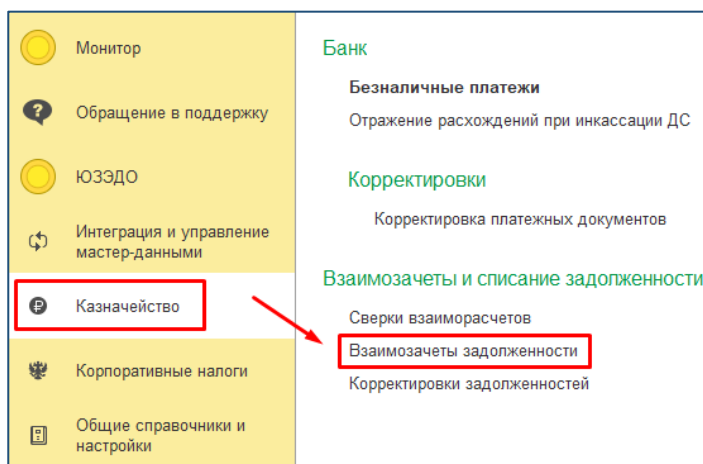 Монитор
Обращение в поддержку
ЮЗЭДО
Интеграция и управление
мастер-данными
Казначейство
Корпоративные налоги
Общие справочники и
настройки
Банк
Безналичные платежи
Отражение расхождений при инкассации ДС
Корректировки
Корректировка платежных документов
Взаимозачеты и списание задолженности
Сверки взаиморасчетов
Взаимозачеты задолженности
Корректировки задолженностей